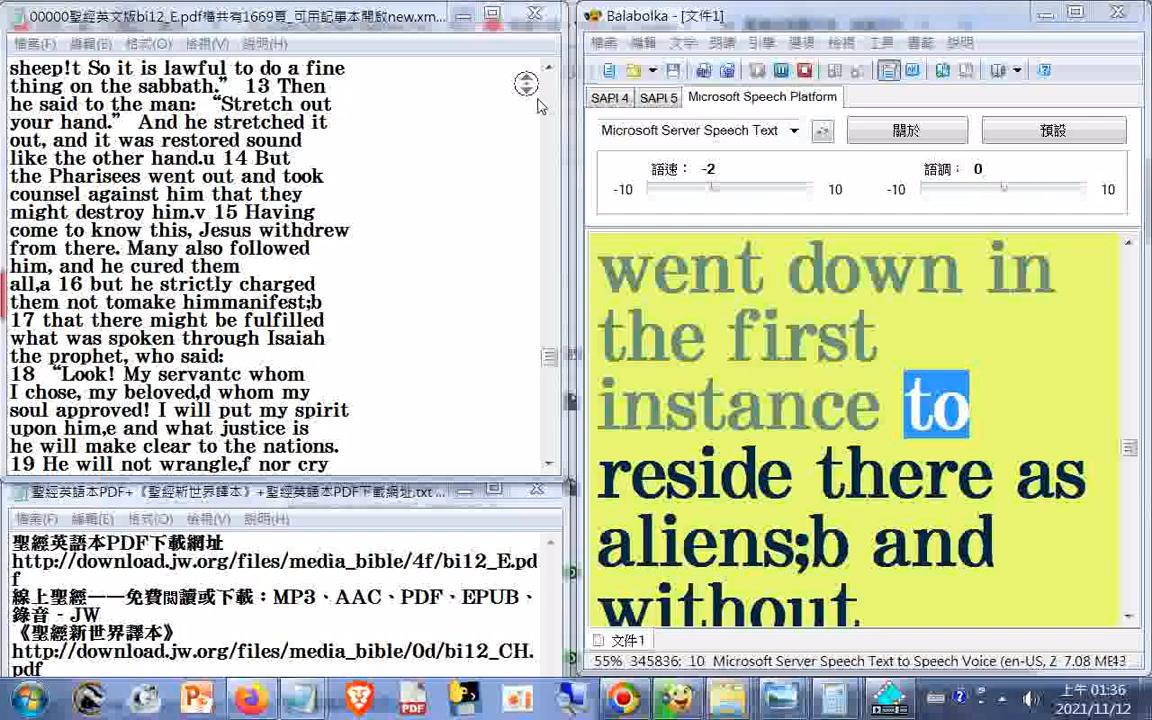 00000聖經英文版bi12_E.pdf檔共有1669頁_可用記事本開啟new.xm...
檔案(F) 編輯(E) 格式(O) 檢視(V) 說明(H)
sheep!t So it is lawful to do a fine
thing on the sabbath.” 13 Then
he said to the man: “Stretch out
your hand.” And he stretched it
out, and it was restored sound
like the other hand.u 14 But
the Pharisees went out and took
counsel against him that they
might destroy him.v 15 Having
come to know this, Jesus withdrew
from there. Many also followed
him, and he cured them
all,a 16 but he strictly charged
them not tomake himmanifest;b
17 that there might be fulfilled
what was spoken through Isaiah
the prophet, who said:
18 “Look! My servantc whom
I chose, my beloved,d whom my
soul approved! I will put my spirit
upon him,e and what justice is
he will make clear to the nations.
19 He will not wrangle,f nor cry
聖經英語本PDF+《聖經新世界譯本》+聖經英語本PDF下載網址.txt ...
檔案(F) 編輯(E) 格式(O) 檢視(V) 說明(H)
聖經英語本PDF下載網址
http://download.jw.org/files/media_bible/4f/bi12_E.pd
f
線上聖經——免費閱讀或下載：MP3、AAC、PDF、EPUB、
錄音 - JW
《聖經新世界譯本》
http://download.jw.org/files/media_bible/0d/bi12_CH.
pdf
Balabolka - [文件1]
檔案 編輯 文字 朗讀 引擎 選項 檢視 工具 書籤 說明
SAPI 4 SAPI 5 Microsoft Speech Platform
Microsoft Server Speech Text 關於 預設
語速： -2 語調： 0
-10 10 -10 10
went down in
the first
instance to
reside there as
aliens;b and
without
文件1
55% 345836: 10 Microsoft Server Speech Text to Speech Voice (en-US, Z 7.08 ME
PDF
上午 01:36
2021/11/12